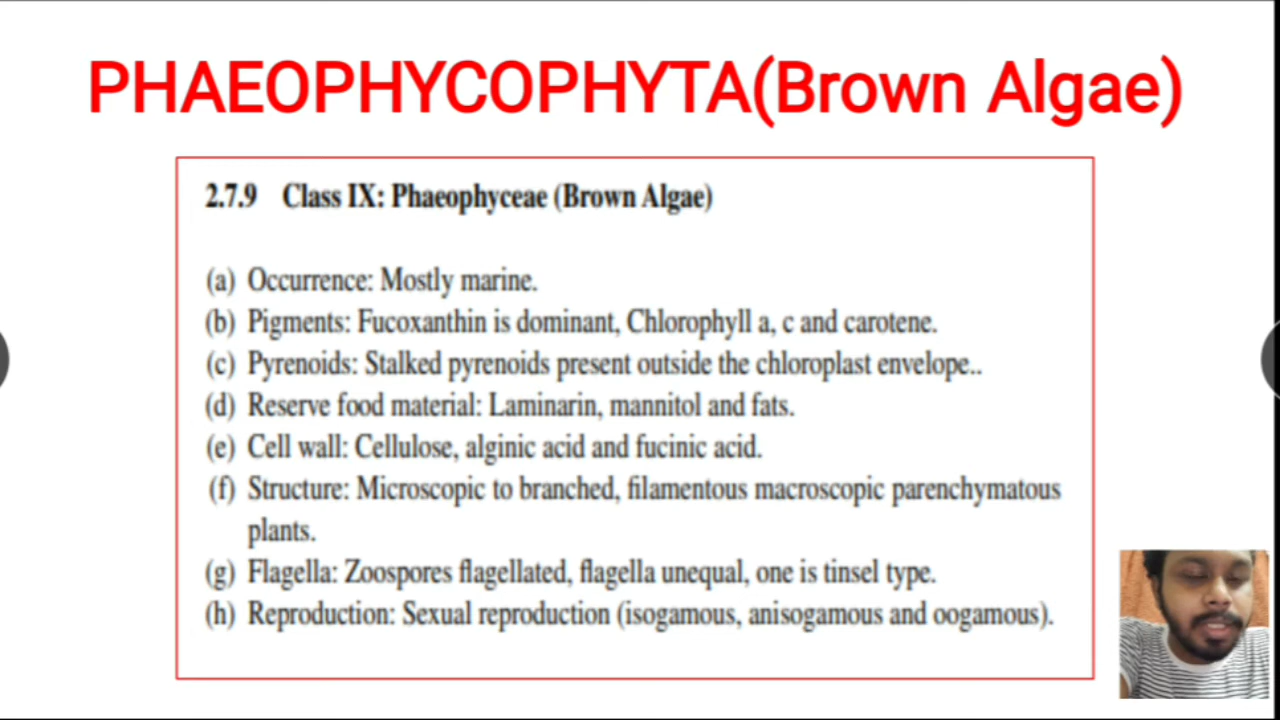 PHAEOPHYCOPHYTA(Brown Algae)
2.7.9 Class IX: Phaeophyceae (Brown Algae)
(a) Occurrence: Mostly marine.
(b) Pigments: Fucoxanthin is dominant, Chlorophyll a, c and carotene.
(c) Pyrenoids: Stalked pyrenoids present outside the chloroplast envelope..
(d) Reserve food material: Laminarin, mannitol and fats.
(e) Cell wall: Cellulose, alginic acid and fucinic acid.
(f) Structure: Microscopic to branched, filamentous macroscopic parenchymatous
plants.
(g) Flagella: Zoospores flagellated, flagella unequal, one is tinsel type.
(h) Reproduction: Sexual reproduction (isogamous, anisogamous and oogamous).